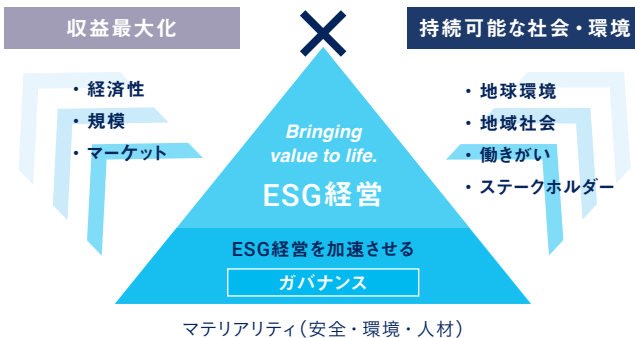 収益最大化
×
持続可能な社会・環境
・経済性
・規模
・マーケット
・地球環境
・地域社会
・働きがい
・ステークホルダー
Bringing
value to life.
ESG経営
ESG経営を加速させる
ガバナンス
マテリアリティ(安全・環境・人材)